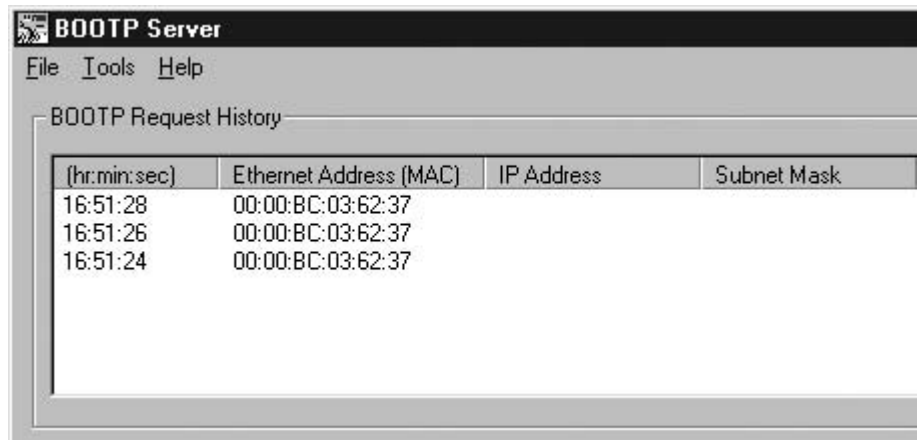 BOOTP Server
File Tools Help
BOOTP Request History
(hr:min:sec) Ethernet Address (MAC) IP Address Subnet Mask
16:51:28 00:00:BC:03:62:37
16:51:26 00:00:BC:03:62:37
16:51:24 00:00:BC:03:62:37